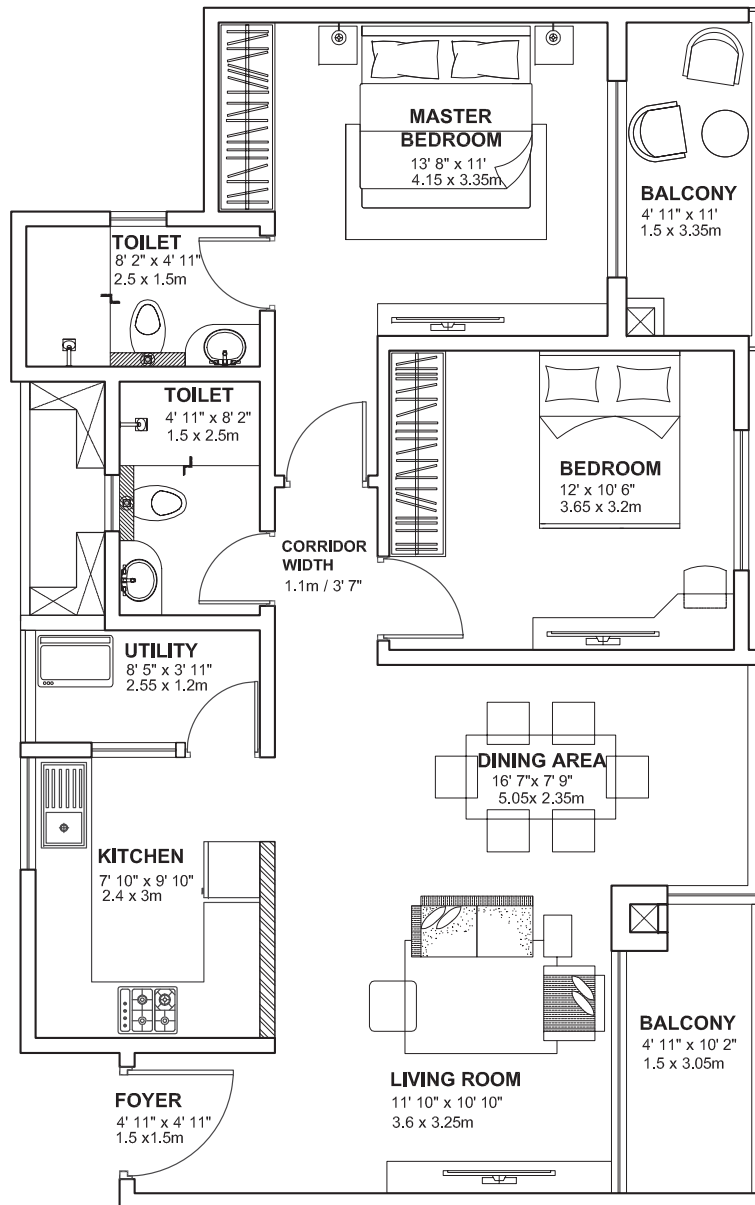 MASTER
BEDROOM
13' 8" x 11'
4.15 x 3.35m
BALCONY
4' 11" x 11'
1.5 x 3.35m
TOILET
8' 2" x 4' 11"
2.5 x 1.5m
TOILET
4' 11" x 8' 2"
1.5 x 2.5m
BEDROOM
12' x 10' 6"
3.65 x 3.2m
CORRIDOR
WIDTH
1.1m / 3' 7"
UTILITY
8' 5" x 3' 11"
2.55 x 1.2m
DINING AREA
16' 7"x 7' 9"
5.05x 2.35m
KITCHEN
7' 10" x 9' 10"
2.4 x 3m
BALCONY
4' 11" x 10' 2"
1.5 x 3.05m
LIVING ROOM
11' 10" x 10' 10"
3.6 x 3.25m
FOYER
4' 11" x 4' 11"
1.5 x1.5m